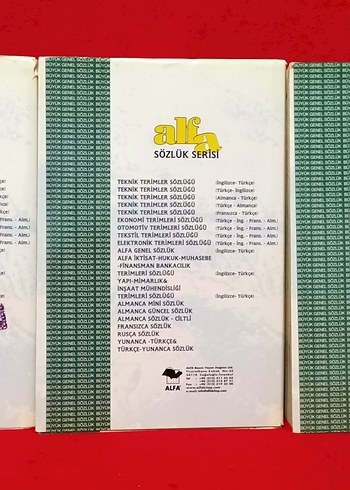 alfa
SÖZLÜK SERİSİ
TEKNİK TERİMLER SÖZLÜĞÜ (İngilizce- Türkçe)
TEKNİK TERİMLER SÖZLÜĞÜ (Türkçe- İngilizce)
TEKNİK TERİMLER SÖZLÜĞÜ (Almanca - Türkçe)
TEKNİK TERİMLER SÖZLÜĞÜ (Türkçe - Almanca)
TEKNİK TERİMLER SÖZLÜĞÜ (Fransızca - Türkçe)
EKONOMİ TERİMLERİ SÖZLÜĞÜ (Türkçe - İng. - Frans. - Alm.)
OTOMOTİV TERİMLERİ SÖZLÜĞÜ (Türkçe - İng. - Frans. - Alm.)
TEKSTİL TERİMLERİ SÖZLÜĞÜ (Türkçe - İng. - Frans. - Alm.)
ELEKTRONİK TERİMLERİ SÖZLÜĞÜ (Türkçe - İng. - Frans. - Alm.)
ALFA GENEL SÖZLÜK (İngilizce- Türkçe)
ALFA İKTİSAT-HUKUK-MUHASEBE
-FİNANSMAN BANKACILIK
TERİMLERİ SÖZLÜĞÜ (İngilizce- Türkçe)
YAPI-MİMARLIK&
İNŞAAT MÜHENDİSLİĞİ
TERİMLERİ SÖZLÜĞÜ (İngilizce- Türkçe)
ALMANCA MİNİ SÖZLÜK
ALMANCA GÜNCEL SÖZLÜK
ALMANCA SÖZLÜK - CİLTLİ
FRANSIZCA SÖZLÜK
RUSÇA SÖZLÜK
YUNANCA -TÜRKÇE&
TÜRKÇE-YUNANCA SÖZLÜK
ALFA
BÜYÜK GENEL SÖZLÜK